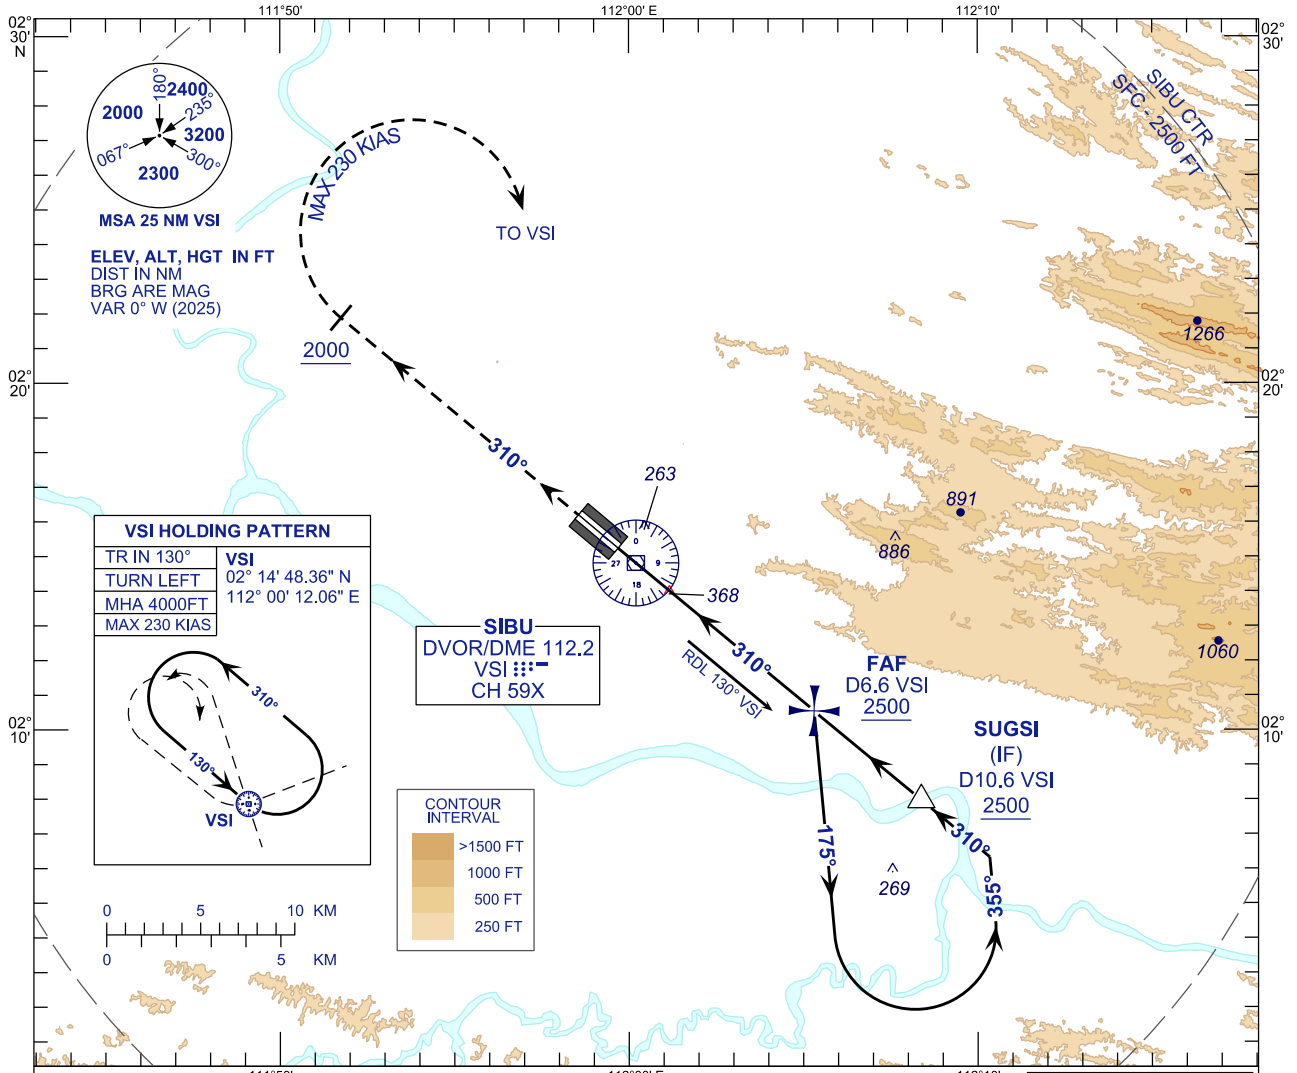 111°50'
112°00' E
112°10'
02°
30'
N
02°
30'
180°
2400
2000
235°
3200
067°
300°
2300
MSA 25 NM VSI
ELEV, ALT, HGT IN FT
DIST IN NM
BRG ARE MAG
VAR 0° W (2025)
MAX 230 KIAS
TO VSI
SIBU CTR
SFC - 2500 FT
1266
2000
02°
20'
02°
20'
310°
263
891
886
VSI HOLDING PATTERN
TR IN 130°
TURN LEFT
MHA 4000FT
MAX 230 KIAS
VSI
02° 14' 48.36" N
112° 00' 12.06" E
0
27
9
18
368
SIBU
DVOR/DME 112.2
VSI
CH 59X
310°
RDL 130° VSI
FAF
D6.6 VSI
2500
1060
310°
130°
VSI
02°
10'
02°
10'
SUGSI
(IF)
D10.6 VSI
2500
310°
175°
355°
269
CONTOUR
INTERVAL
>1500 FT
1000 FT
500 FT
250 FT
0 5 10 KM
0 5 KM